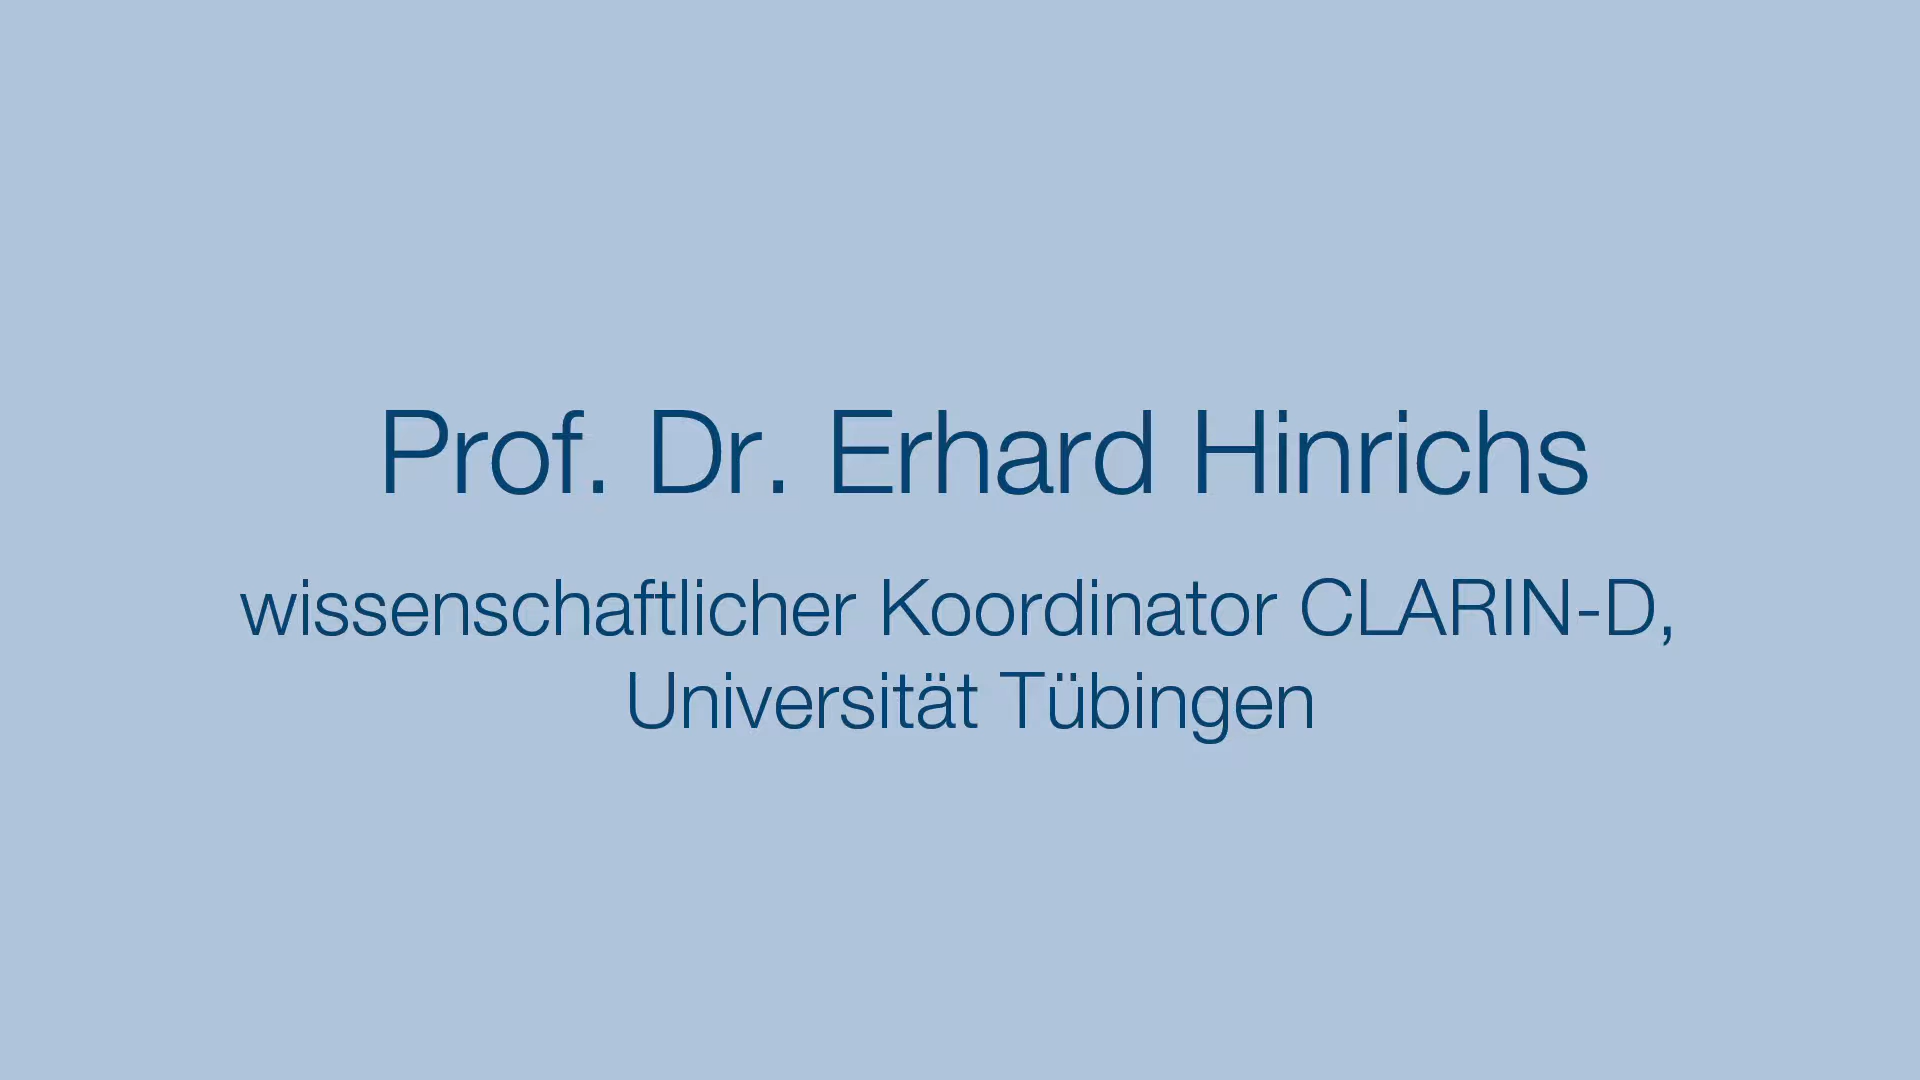 Prof. Dr. Erhard Hinrichs
wissenschaftlicher Koordinator CLARIN-D,
Universität Tübingen